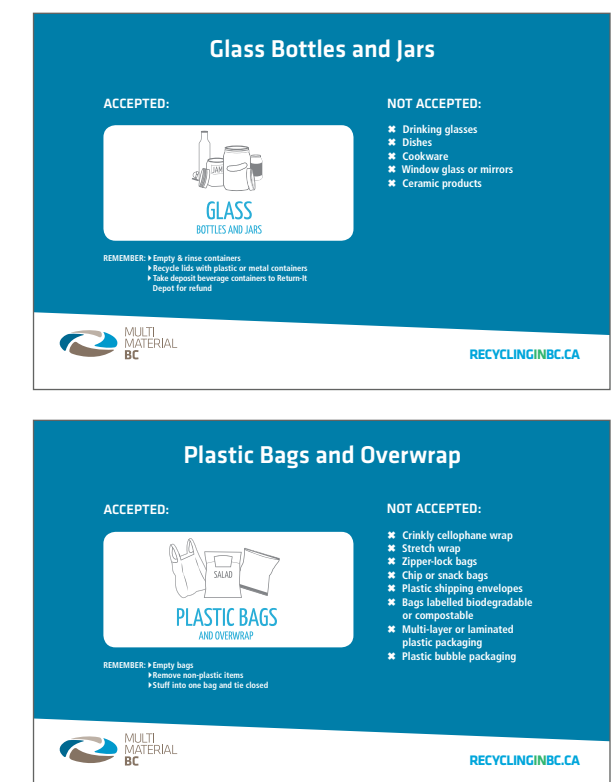 Glass Bottles and Jars
ACCEPTED:
JAM
GLASS
BOTTLES AND JARS
REMEMBER: Empty & rinse containers
Recycle lids with plastic or metal containers
Take deposit beverage containers to Return-It
Depot for refund
NOT ACCEPTED:
✖ Drinking glasses
✖ Dishes
✖ Cookware
✖ Window glass or mirrors
✖ Ceramic products
MULTI
MATERIAL
BC
RECYCLINGINBC.CA
Plastic Bags and Overwrap
ACCEPTED:
SALAD
PLASTIC BAGS
AND OVERWRAP
REMEMBER: Empty bags
Remove non-plastic items
Stuff into one bag and tie closed
NOT ACCEPTED:
✖ Crinkly cellophane wrap
✖ Stretch wrap
✖ Zipper-lock bags
✖ Chip or snack bags
✖ Plastic shipping envelopes
✖ Bags labelled biodegradable
or compostable
✖ Multi-layer or laminated
plastic packaging
✖ Plastic bubble packaging
MULTI
MATERIAL
BC
RECYCLINGINBC.CA